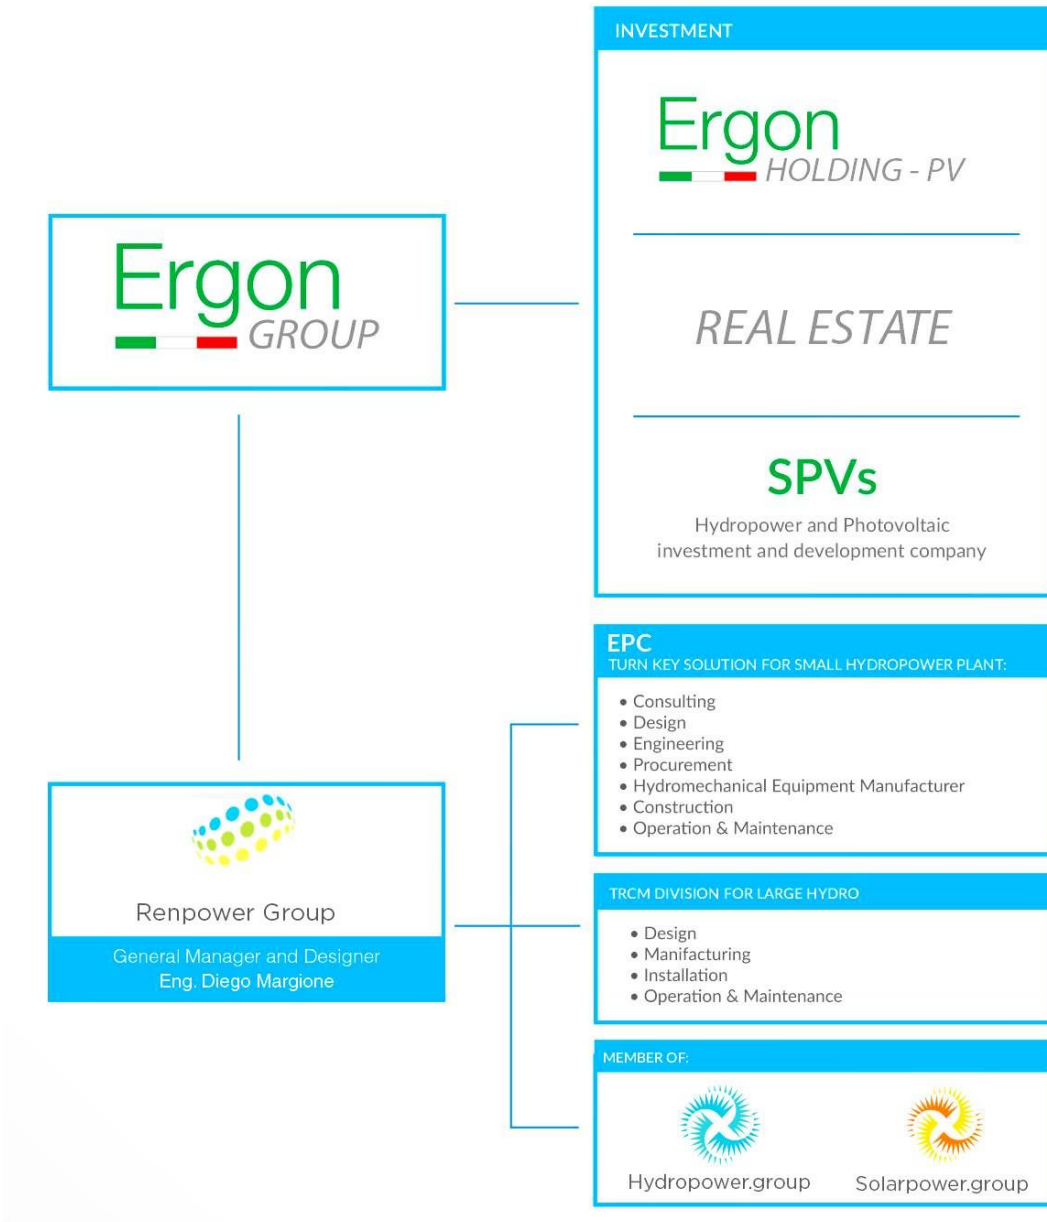 INVESTMENT
Ergon
HOLDING - PV
REAL ESTATE
SPVs
Hydropower and Photovoltaic
investment and development company
Ergon
GROUP
Renpower Group
General Manager and Designer
Eng. Diego Margione
EPC
TURN KEY SOLUTION FOR SMALL HYDROPOWER PLANT:
• Consulting
• Design
• Engineering
• Procurement
• Hydromechanical Equipment Manufacturer
• Construction
• Operation & Maintenance
TRCM DIVISION FOR LARGE HYDRO
• Design
• Manifacturing
• Installation
• Operation & Maintenance
MEMBER OF:
Hydropower.group
Solarpower.group